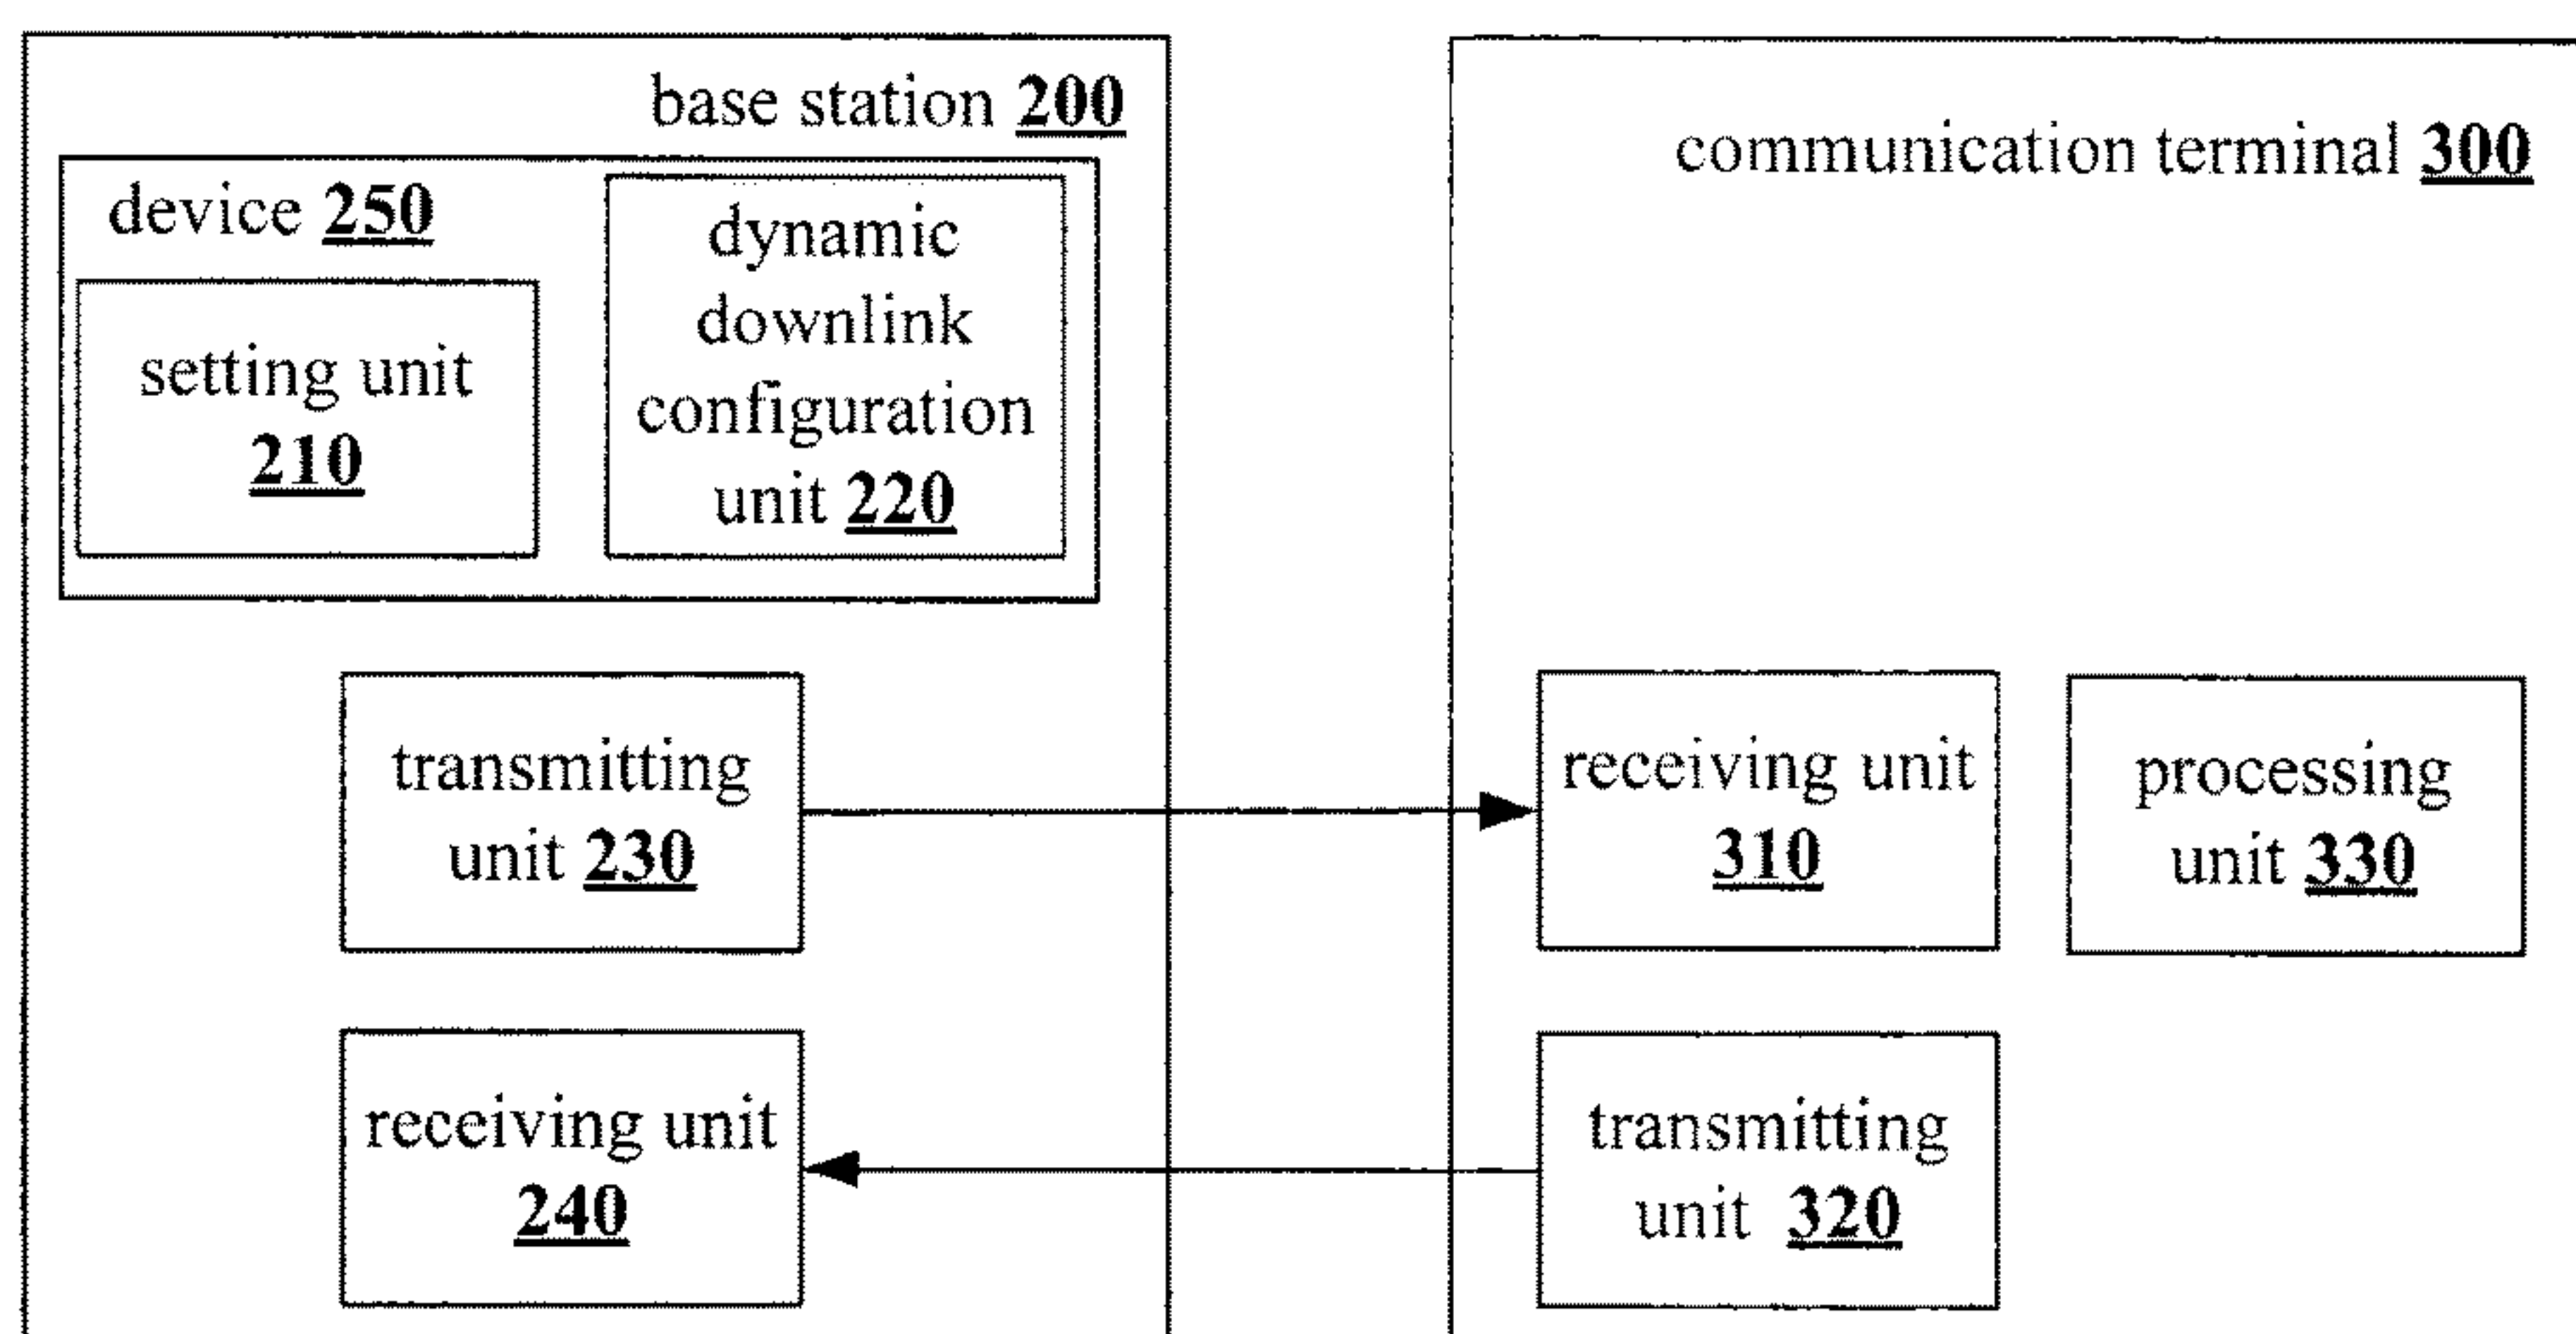 base station 200
device 250
setting unit
210
dynamic
downlink
configuration
unit 220
transmitting
unit 230
receiving unit
240
communication terminal 300
receiving unit
310
processing
unit 330
transmitting
unit 320